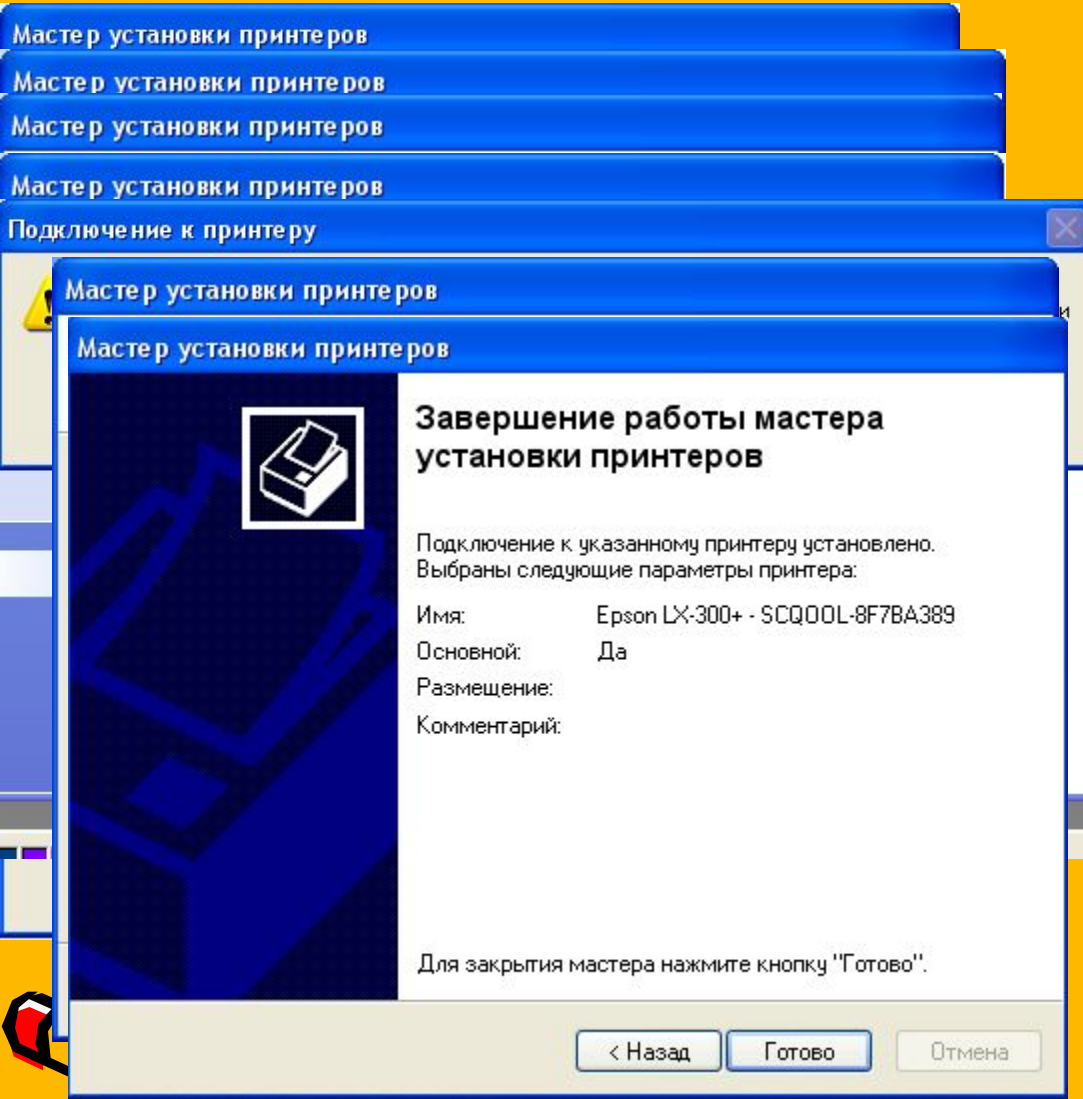 Мастер установки принтеров
Мастер установки принтеров
Мастер установки принтеров
Мастер установки принтеров
Подключение к принтеру
Мастер установки принтеров
и
Мастер установки принтеров
Завершение работы мастера
установки принтеров
Подключение к указанному принтеру установлено.
Выбраны следующие параметры принтера:
Имя: Epson LX-300+ - SCQOOL-8F7BA389
Основной: Да
Размещение:
Комментарий:
Для закрытия мастера нажмите кнопку "Готово".
< Назад Готово Отмена